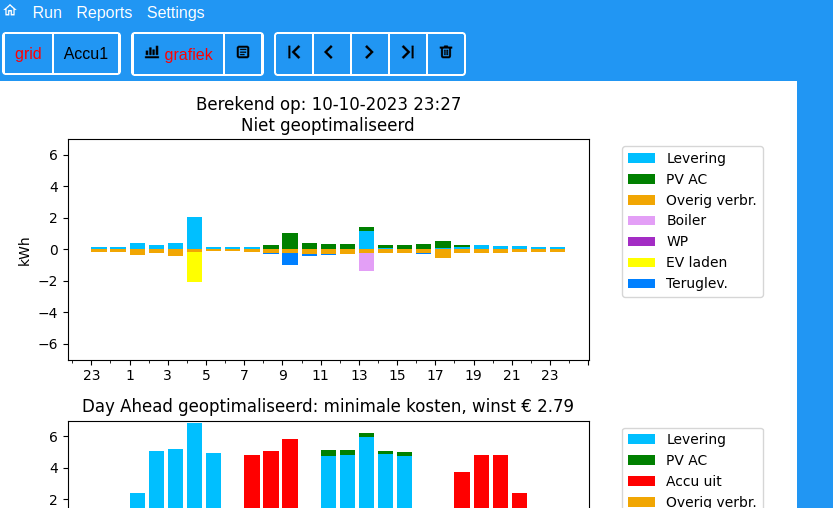 Run Reports Settings
grid Accu1 grafiek
Berekend op: 10-10-2023 23:27
Niet geoptimaliseerd
6
4
2
0
−2
−4
−6
kWh
23 1 3 5 7 9 11 13 15 17 19 21 23
Levering
PV AC
Overig verbr.
Boiler
WP
EV laden
Teruglev.
Day Ahead geoptimaliseerd: minimale kosten, winst € 2.79
6
4
2
Levering
PV AC
Accu uit
Overig verbr.